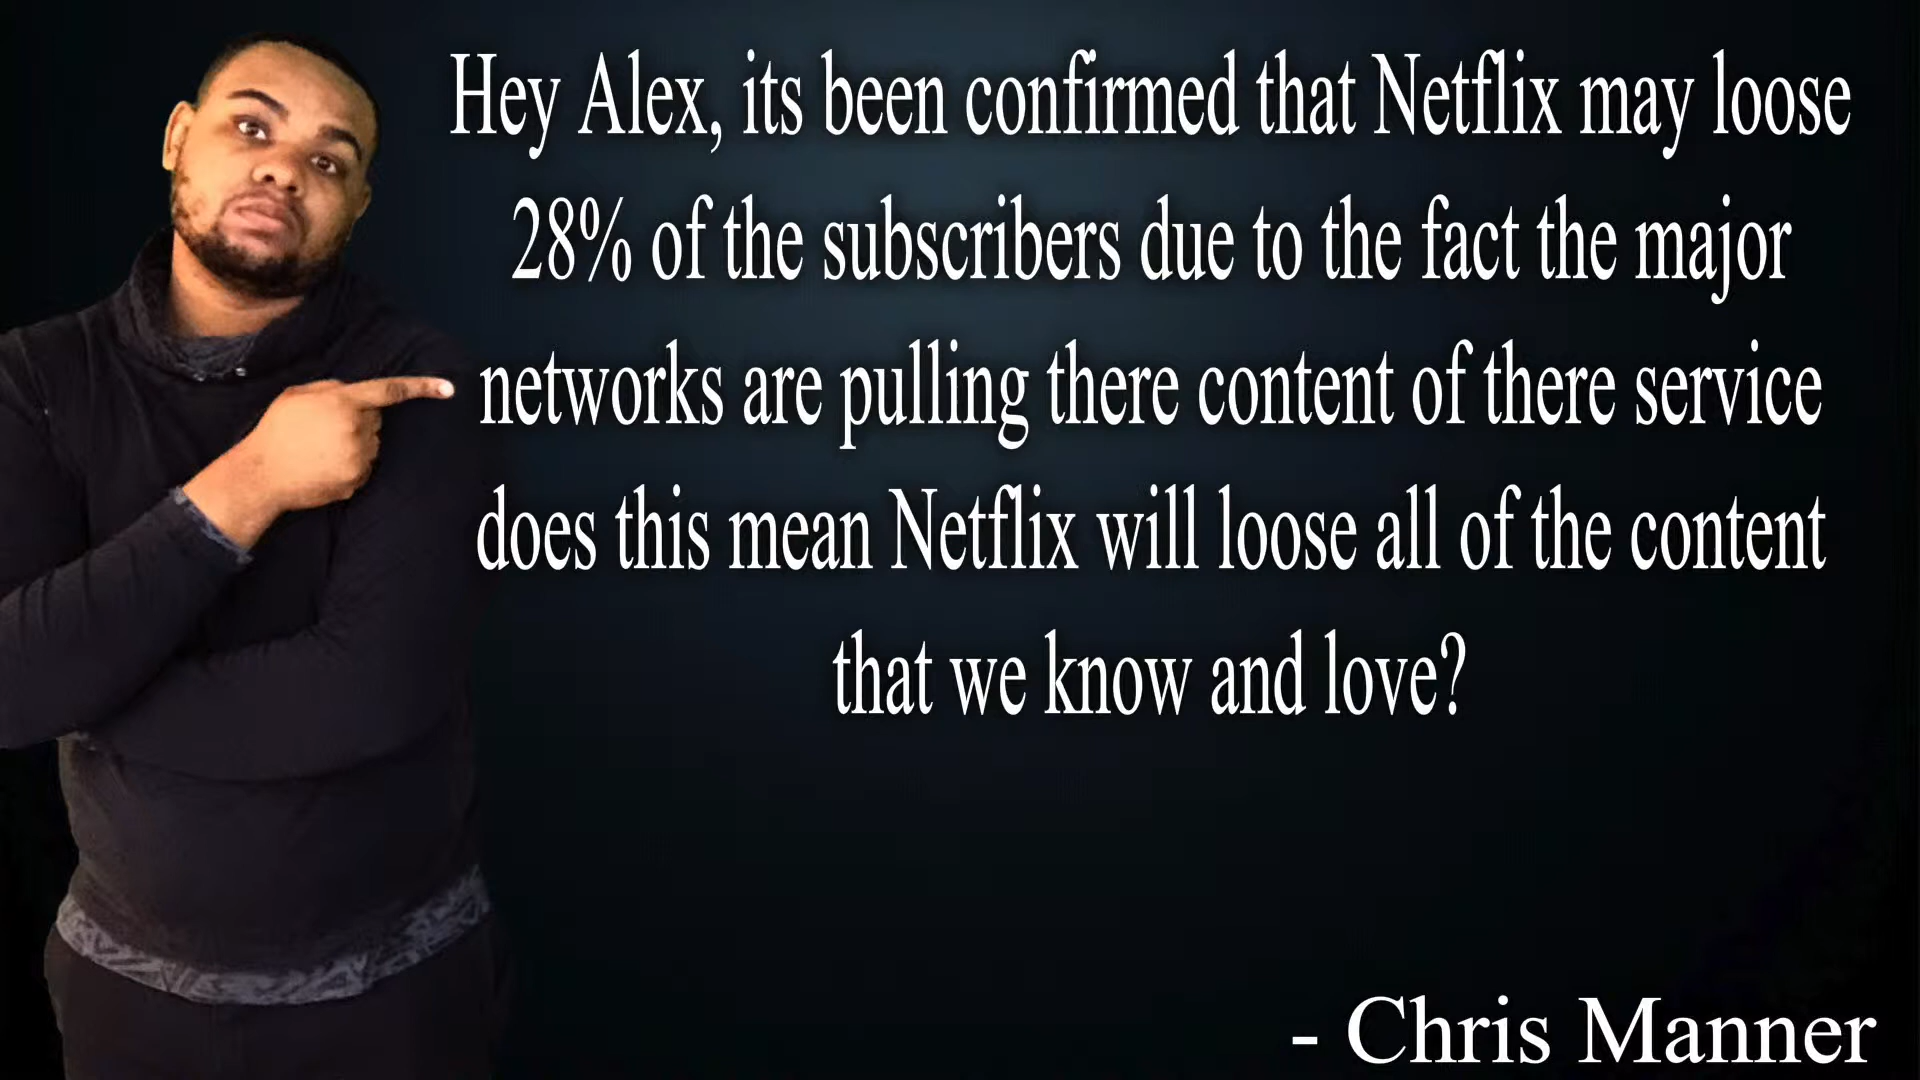 Hey Alex, its been confirmed that Netflix may loose
28% of the subscribers due to the fact the major
networks are pulling there content of there service
does this mean Netflix will loose all of the content
that we know and love?
- Chris Manner